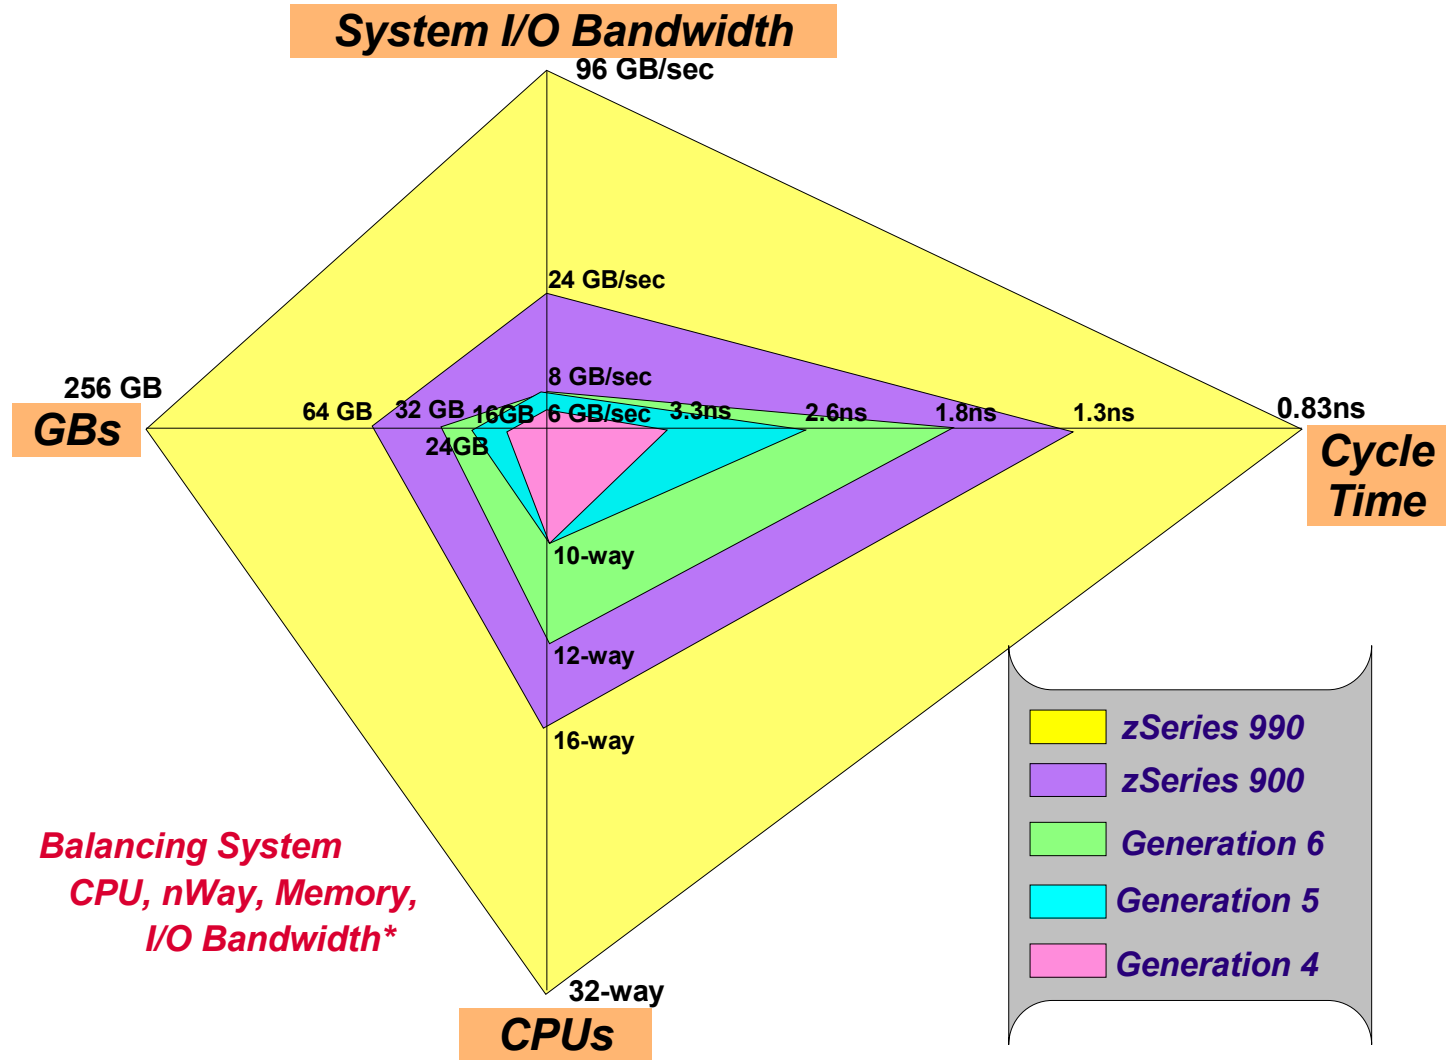 System I/O Bandwidth
96 GB/sec
24 GB/sec
8 GB/sec
256 GB
GBs
64 GB
32 GB
16GB
6 GB/sec
3.3ns
2.6ns
1.8ns
1.3ns
0.83ns
24GB
Cycle
Time
10-way
12-way
16-way
zSeries 990
zSeries 900
Generation 6
Generation 5
Generation 4
Balancing System
CPU, nWay, Memory,
I/O Bandwidth*
32-way
CPUs